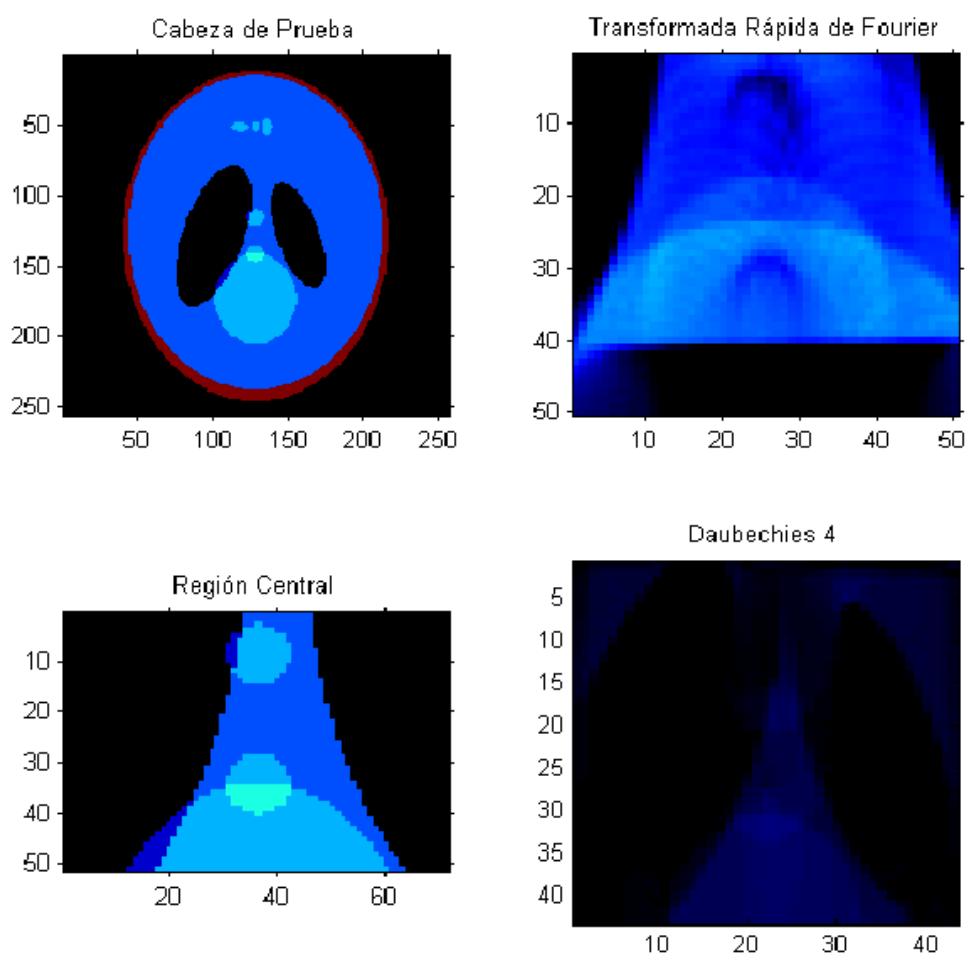 Cabeza de Prueba
50
100
150
200
250
50 100 150 200 250
Transformada Rápida de Fourier
10
20
30
40
50
10 20 30 40 50
Región Central
10
20
30
40
50
20 40 60
Daubechies 4
5
10
15
20
25
30
35
40
10 20 30 40